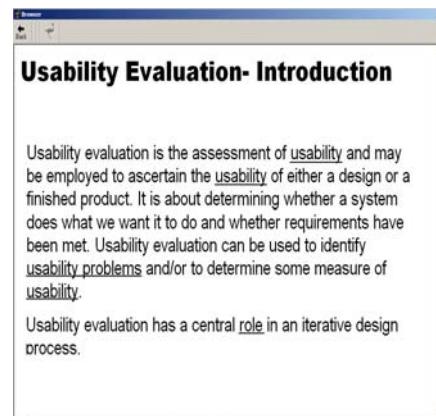 Browser
Back
Usability Evaluation- Introduction
Usability evaluation is the assessment of usability and may
be employed to ascertain the usability of either a design or a
finished product. It is about determining whether a system
does what we want it to do and whether requirements have
been met. Usability evaluation can be used to identify
usability problems and/or to determine some measure of
usability.
Usability evaluation has a central role in an iterative design
process.